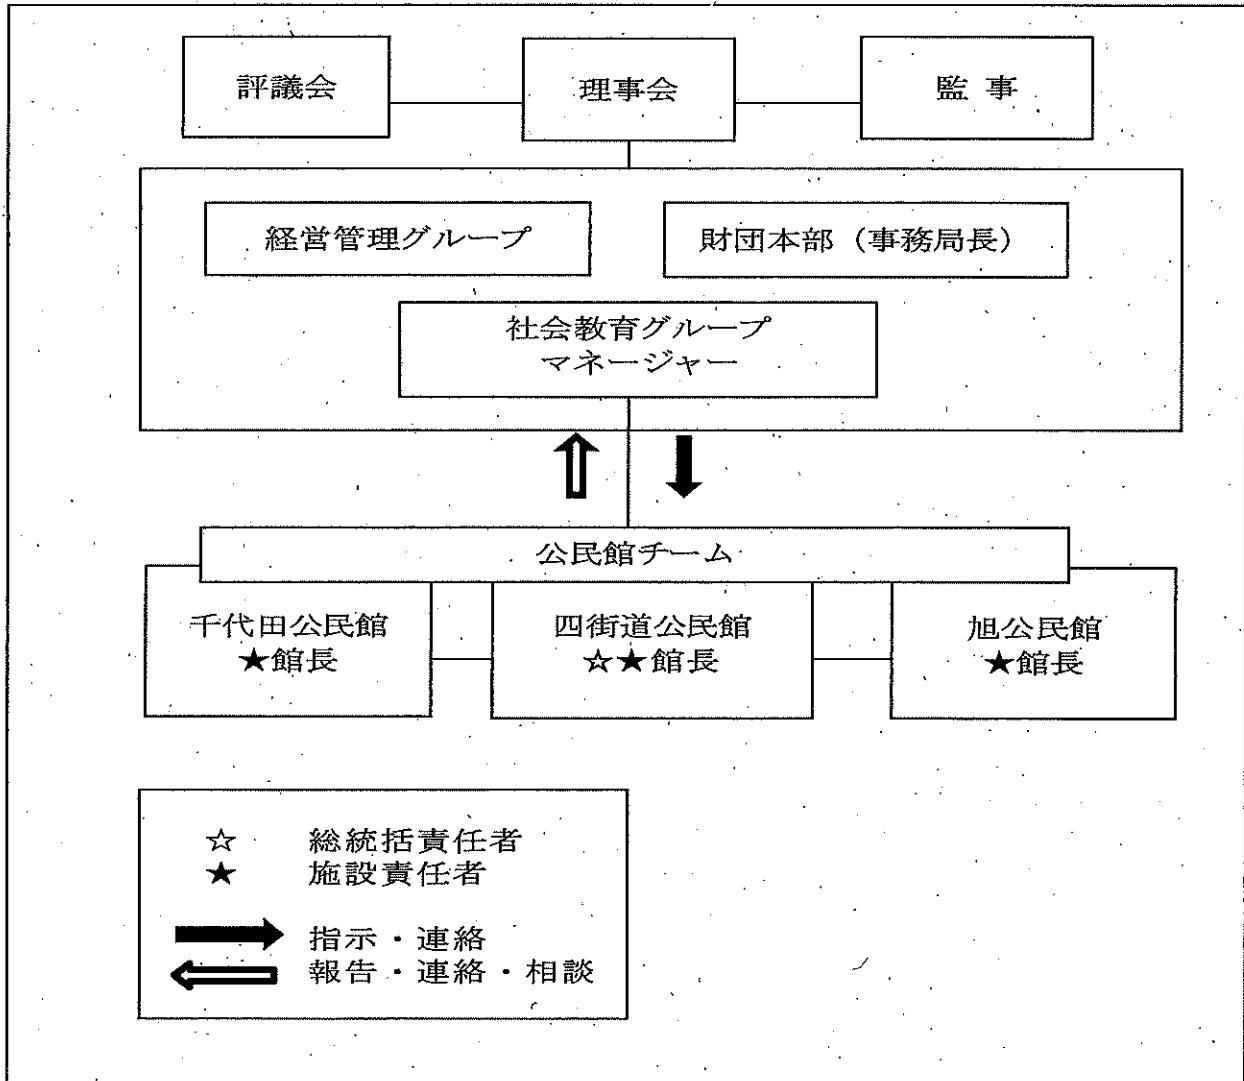 評議会
理事会
監 事
経営管理グループ
財団本部（事務局長）
社会教育グループ
マネージャー
公民館チーム
千代田公民館
★館長
四街道公民館
☆★館長
旭公民館
★館長
☆ 総統括責任者
★ 施設責任者
指示・連絡
報告・連絡・相談